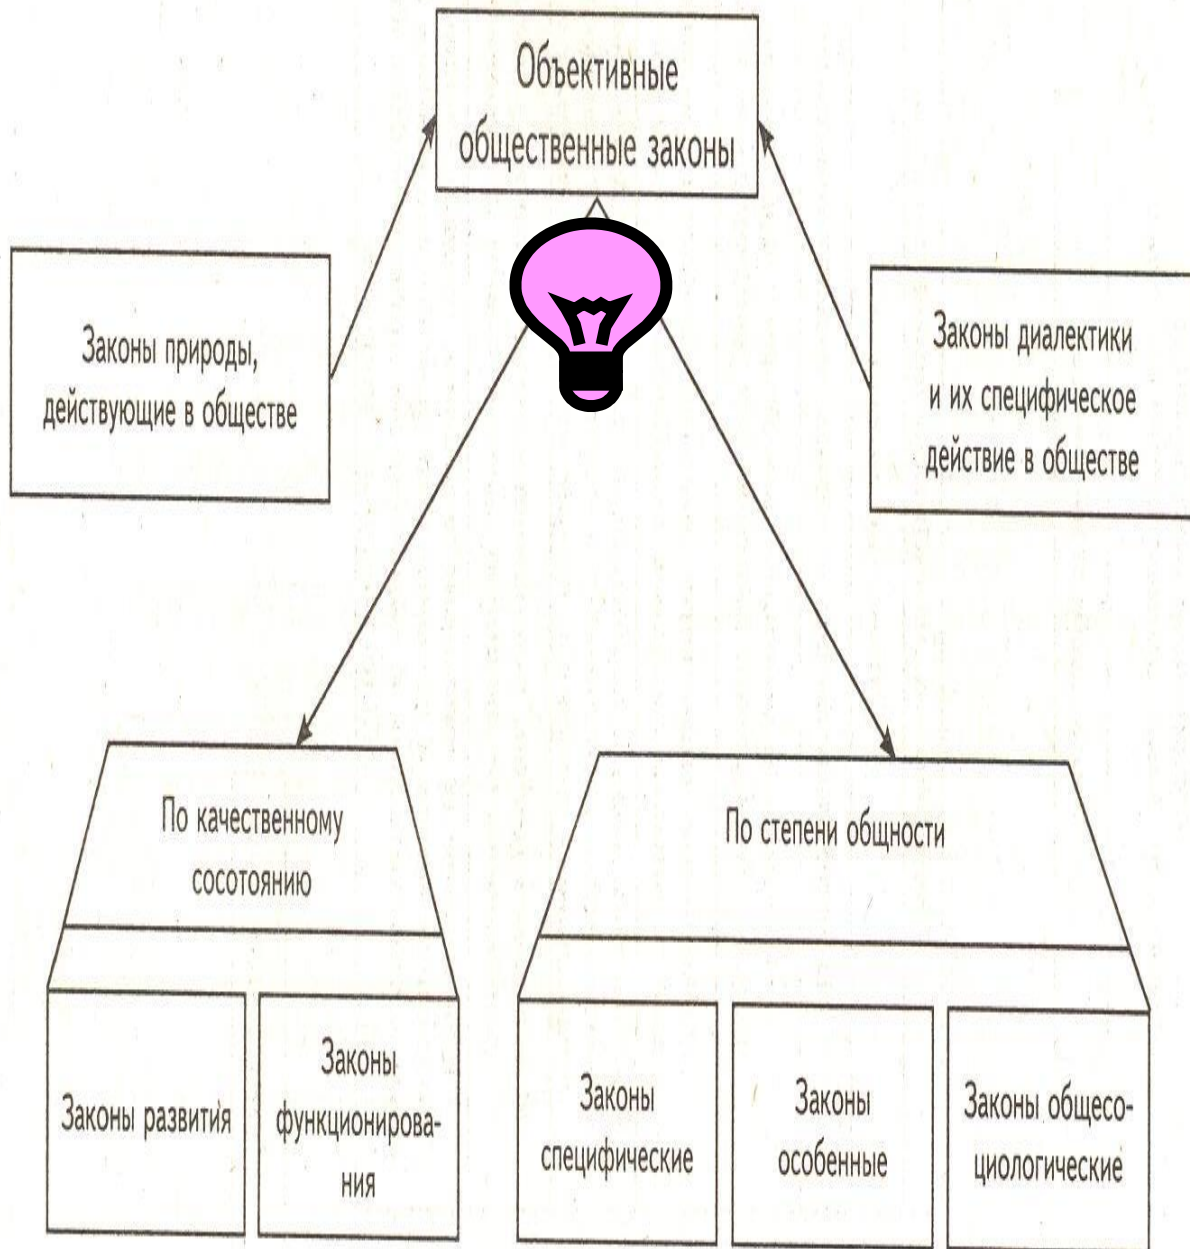 Объективные
общественные законы
Законы природы,
действующие в обществе
Законы диалектики
и их специфическое
действие в обществе
По качественному
сосотоянию
По степени общности
Законы развития
Законы
функционирова-
ния
Законы
специфические
Законы
особенные
Законы общесо-
циологические